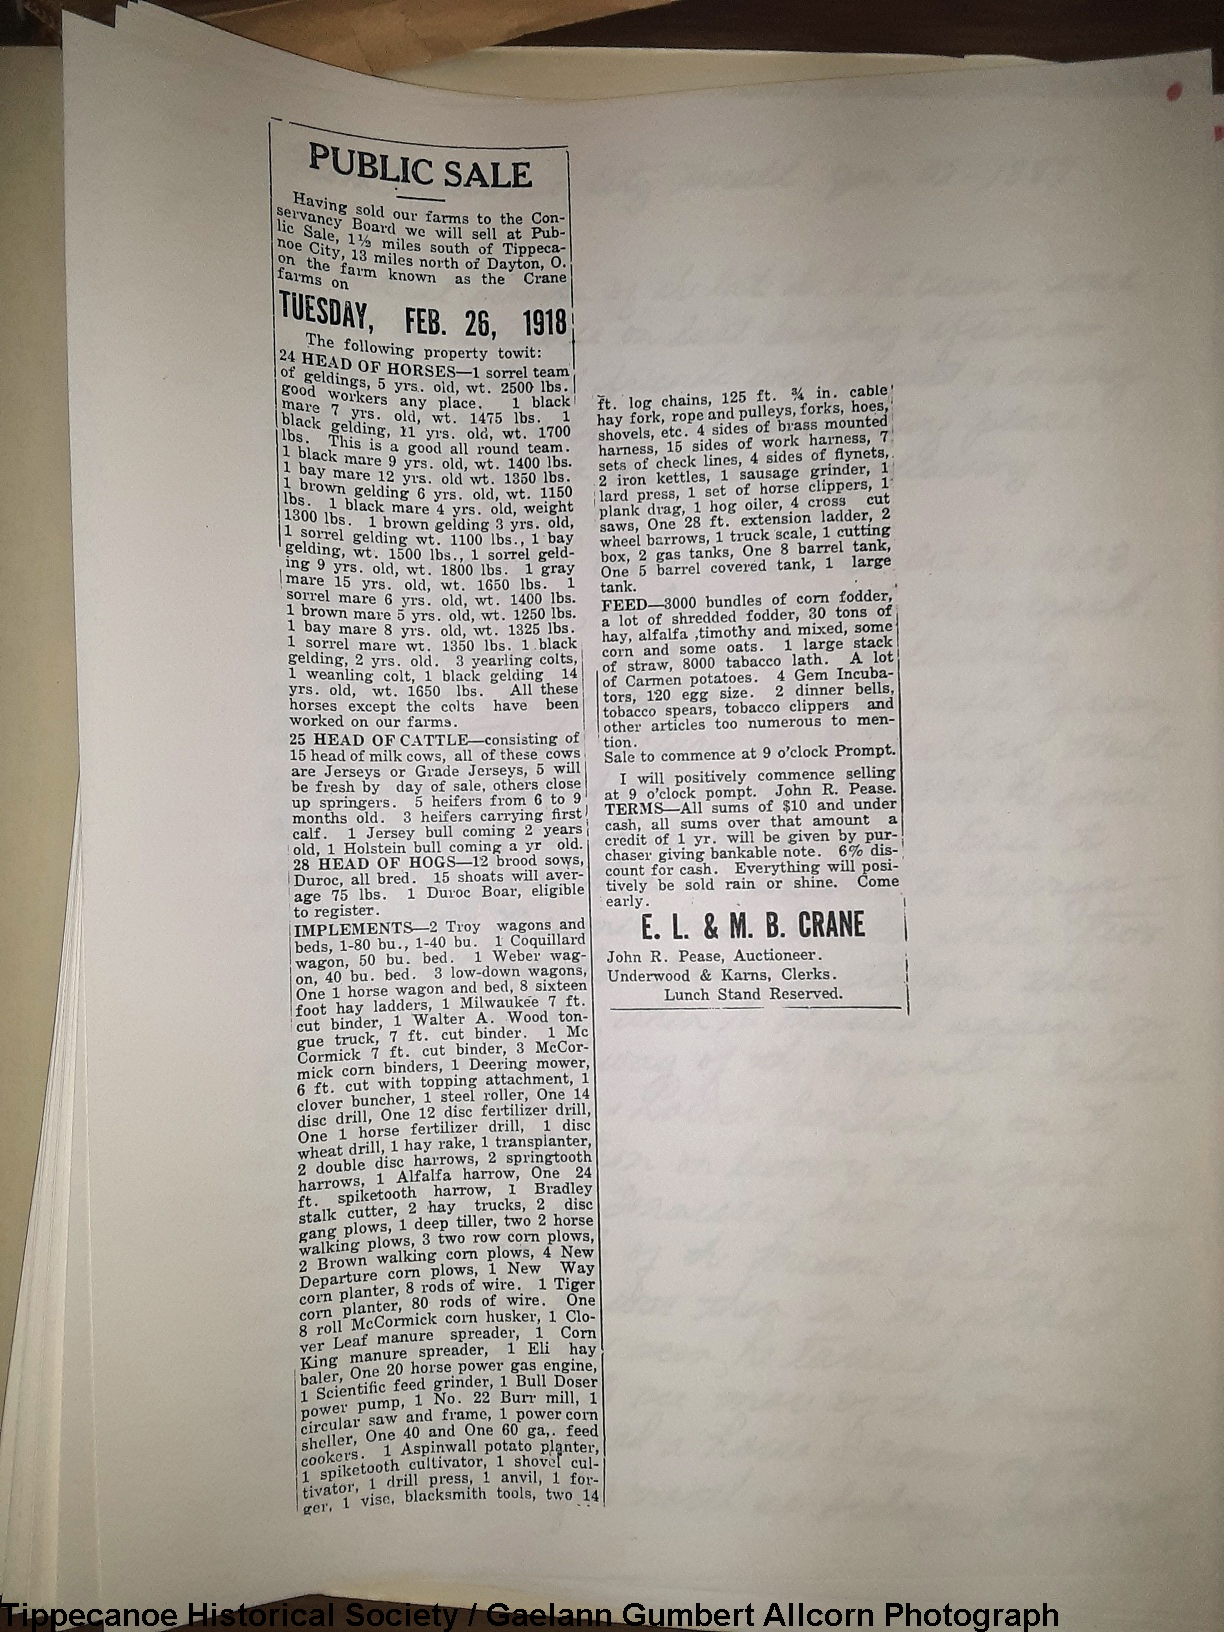 PUBLIC SALE
Having sold our farms to the Con-
servancy Board we will sell at Pub-
lic Sale, 1½ miles south of Tippeca-
noe City, 13 miles north of Dayton, O.
on the farm known as the Crane
farms on
TUESDAY, FEB. 26, 1918
The following property towit:
24 HEAD OF HORSES—1 sorrel team
of geldings, 5 yrs. old, wt. 2500 lbs.
good workers any place. 1 black
mare 7 yrs. old, wt. 1475 lbs. 1
black gelding, 11 yrs. old, wt. 1700
lbs. This is a good all round team.
1 black mare 9 yrs. old, wt. 1400 lbs.
1 bay mare 12 yrs. old wt. 1350 lbs.
1 brown gelding 6 yrs. old, wt. 1150
lbs. 1 black mare 4 yrs. old, weight
1300 lbs. 1 brown gelding 3 yrs. old,
1 sorrel gelding wt. 1100 lbs., 1 bay
gelding, wt. 1500 lbs., 1 sorrel geld-
ing 9 yrs. old, wt. 1800 lbs. 1 gray
mare 15 yrs. old, wt. 1650 lbs. 1
sorrel mare 6 yrs. old, wt. 1400 lbs.
1 brown mare 5 yrs. old, wt. 1250 lbs.
1 bay mare 8 yrs. old, wt. 1325 lbs.
1 sorrel mare wt. 1350 lbs. 1 black
gelding, 2 yrs. old. 3 yearling colts,
1 weanling colt, 1 black gelding 14
yrs. old, wt. 1650 lbs. All these
horses except the colts have been
worked on our farms.
25 HEAD OF CATTLE—consisting of
15 head of milk cows, all of these cows
are Jerseys or Grade Jerseys, 5 will
be fresh by day of sale, others close
up springers. 5 heifers from 6 to 9
months old. 3 heifers carrying first
calf. 1 Jersey bull coming 2 years
old, 1 Holstein bull coming a yr old.
28 HEAD OF HOGS—12 brood sows,
Duroc, all bred. 15 shoats will aver-
age 75 lbs. 1 Duroc Boar, eligible
to register.
IMPLEMENTS—2 Troy wagons and
beds, 1-80 bu., 1-40 bu. 1 Coquillard
wagon, 50 bu. bed. 1 Weber wag-
on, 40 bu. bed. 3 low-down wagons,
One 1 horse wagon and bed, 8 sixteen
foot hay ladders, 1 Milwaukee 7 ft.
cut binder, 1 Walter A. Wood ton-
gue truck, 7 ft. cut binder. 1 Mc
Cormick 7 ft. cut binder, 3 McCor-
mick corn binders, 1 Deering mower,
6 ft. cut with topping attachment, 1
clover buncher, 1 steel roller, One 14
disc drill, One 12 disc fertilizer drill,
One 1 horse fertilizer drill, 1 disc
wheat drill, 1 hay rake, 1 transplanter,
2 double disc harrows, 2 springtooth
harrows, 1 Alfalfa harrow, One 24
ft. spiketooth harrow, 1 Bradley
stalk cutter, 2 hay trucks, 2 disc
gang plows, 1 deep tiller, two 2 horse
walking plows, 3 two row corn plows,
2 Brown walking corn plows, 4 New
Departure corn plows, 1 New Way
corn planter, 8 rods of wire. 1 Tiger
corn planter, 80 rods of wire. One
8 roll McCormick corn husker, 1 Clo-
ver Leaf manure spreader, 1 Corn
King manure spreader, 1 Eli hay
baler, One 20 horse power gas engine,
1 Scientific feed grinder, 1 Bull Doser
power pump, 1 No. 22 Burr mill, 1
circular saw and frame, 1 power corn
sheller, One 40 and One 60 ga,. feed
cookers. 1 Aspinwall potato planter,
1 spiketooth cultivator, 1 shovel cul-
tivator, 1 drill press, 1 anvil, 1 for-
ger, 1 vise, blacksmith tools, two 14
ft. log chains, 125 ft. ¾ in. cable
hay fork, rope and pulleys, forks, hoes,
shovels, etc. 4 sides of brass mounted
harness, 15 sides of work harness, 7
sets of check lines, 4 sides of flynets,
2 iron kettles, 1 sausage grinder, 1
lard press, 1 set of horse clippers, 1
plank drag, 1 hog oiler, 4 cross cut
saws, One 28 ft. extension ladder, 2
wheel barrows, 1 truck scale, 1 cutting
box, 2 gas tanks, One 8 barrel tank,
One 5 barrel covered tank, 1 large
tank.
FEED—3000 bundles of corn fodder,
a lot of shredded fodder, 30 tons of
hay, alfalfa ,timothy and mixed, some
corn and some oats. 1 large stack
of straw, 8000 tabacco lath. A lot
of Carmen potatoes. 4 Gem Incuba-
tors, 120 egg size. 2 dinner bells,
tobacco spears, tobacco clippers and
other articles too numerous to men-
tion.
Sale to commence at 9 o'clock Prompt.
I will positively commence selling
at 9 o'clock pompt. John R. Pease.
TERMS—All sums of $10 and under
cash, all sums over that amount a
credit of 1 yr. will be given by pur-
chaser giving bankable note. 6% dis-
count for cash. Everything will posi-
tively be sold rain or shine. Come
early.
E. L. & M. B. CRANE
John R. Pease, Auctioneer.
Underwood & Karns, Clerks.
Lunch Stand Reserved.
Tippecanoe Historical Society / Gaelann Gumbert Allcorn Photograph